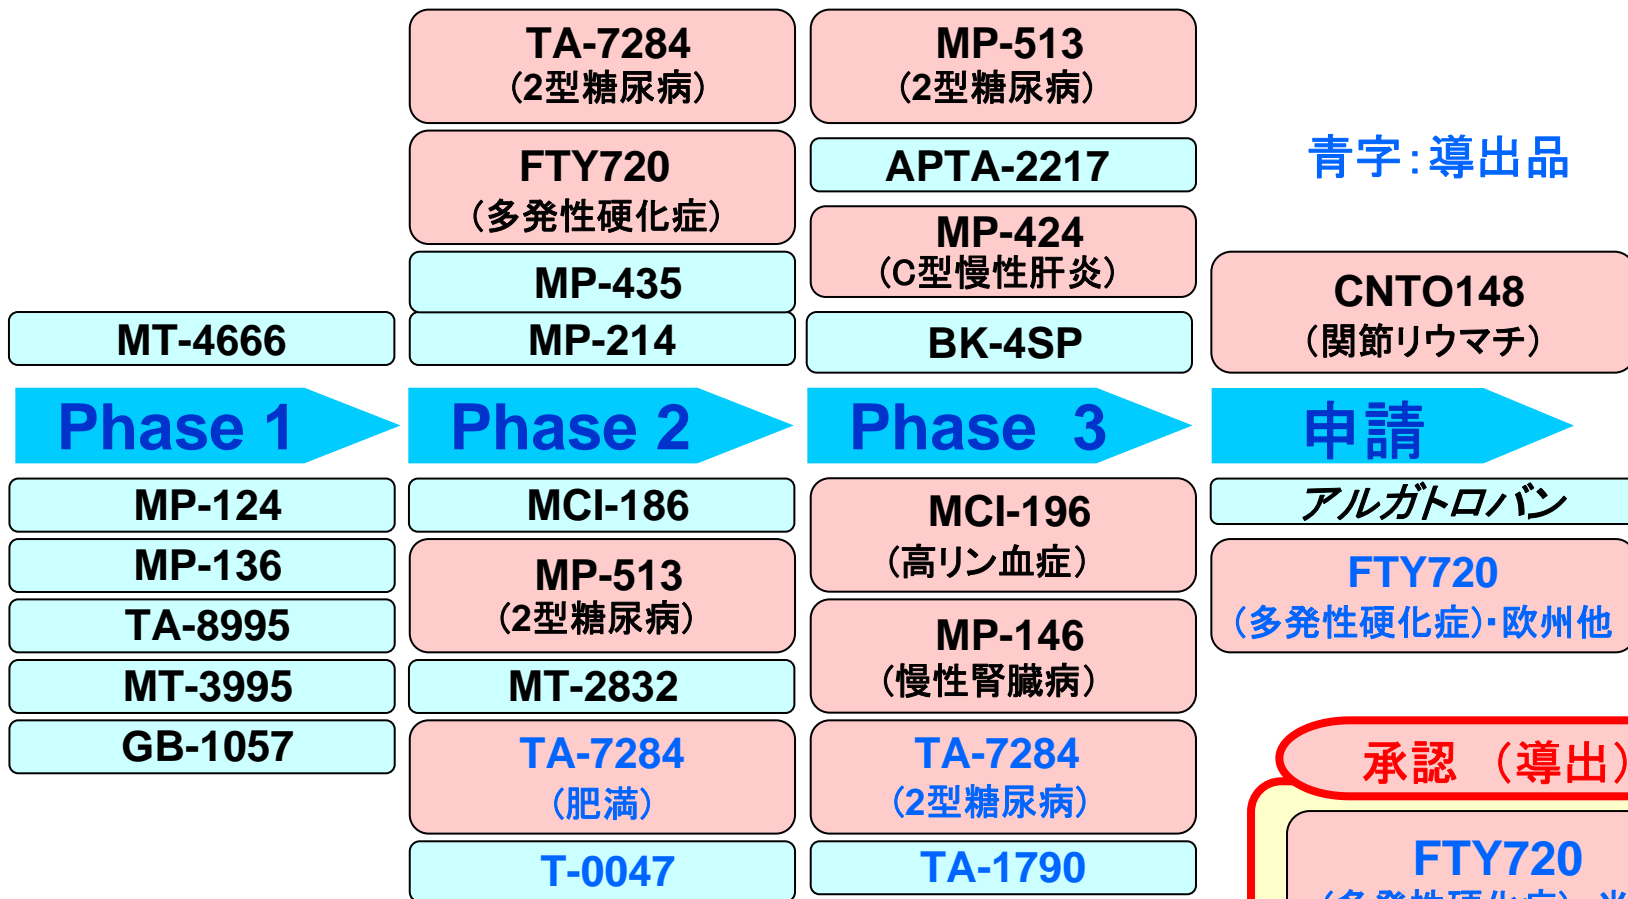 TA-7284
(2型糖尿病)
MP-513
(2型糖尿病)
FTY720
(多発性硬化症)
APTA-2217
青字:導出品
MP-424
(C型慢性肝炎)
MP-435
CNTO148
(関節リウマチ)
MT-4666
MP-214
BK-4SP
Phase 1
Phase 2
Phase 3
申請
MP-124
MCI-186
MCI-196
(高リン血症)
アルガトロバン
MP-136
MP-513
(2型糖尿病)
FTY720
(多発性硬化症)・欧州他
TA-8995
MP-146
(慢性腎臓病)
MT-3995
MT-2832
GB-1057
TA-7284
(肥満)
TA-7284
(2型糖尿病)
承認 (導出)
T-0047
TA-1790
FTY720
(多発性硬化症)